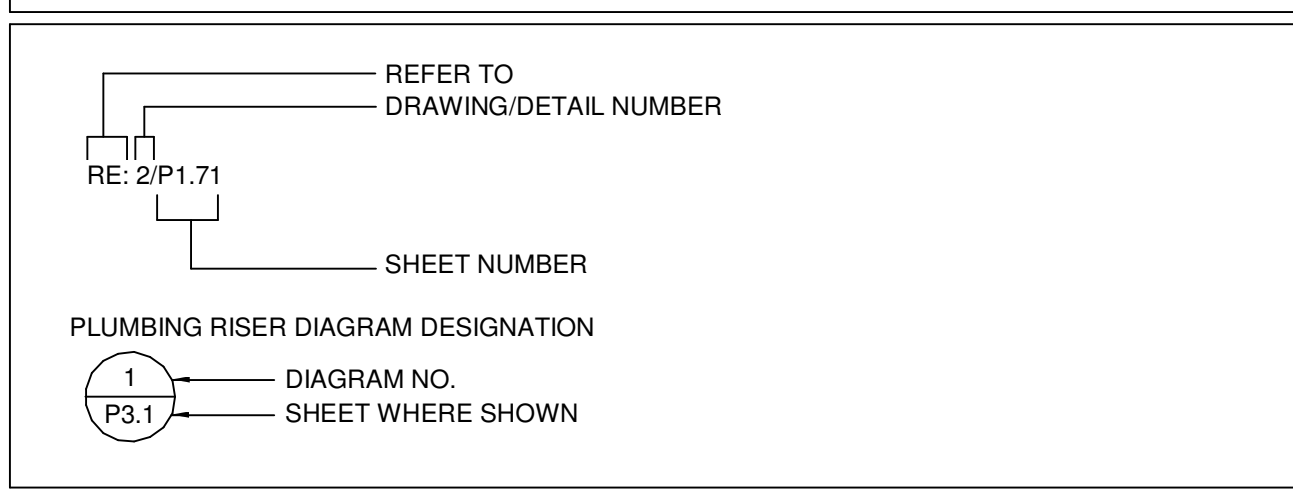 REFER TO
DRAWING/DETAIL NUMBER
RE: 2/P1.71
SHEET NUMBER
PLUMBING RISER DIAGRAM DESIGNATION
1
DIAGRAM NO.
P3.1
SHEET WHERE SHOWN